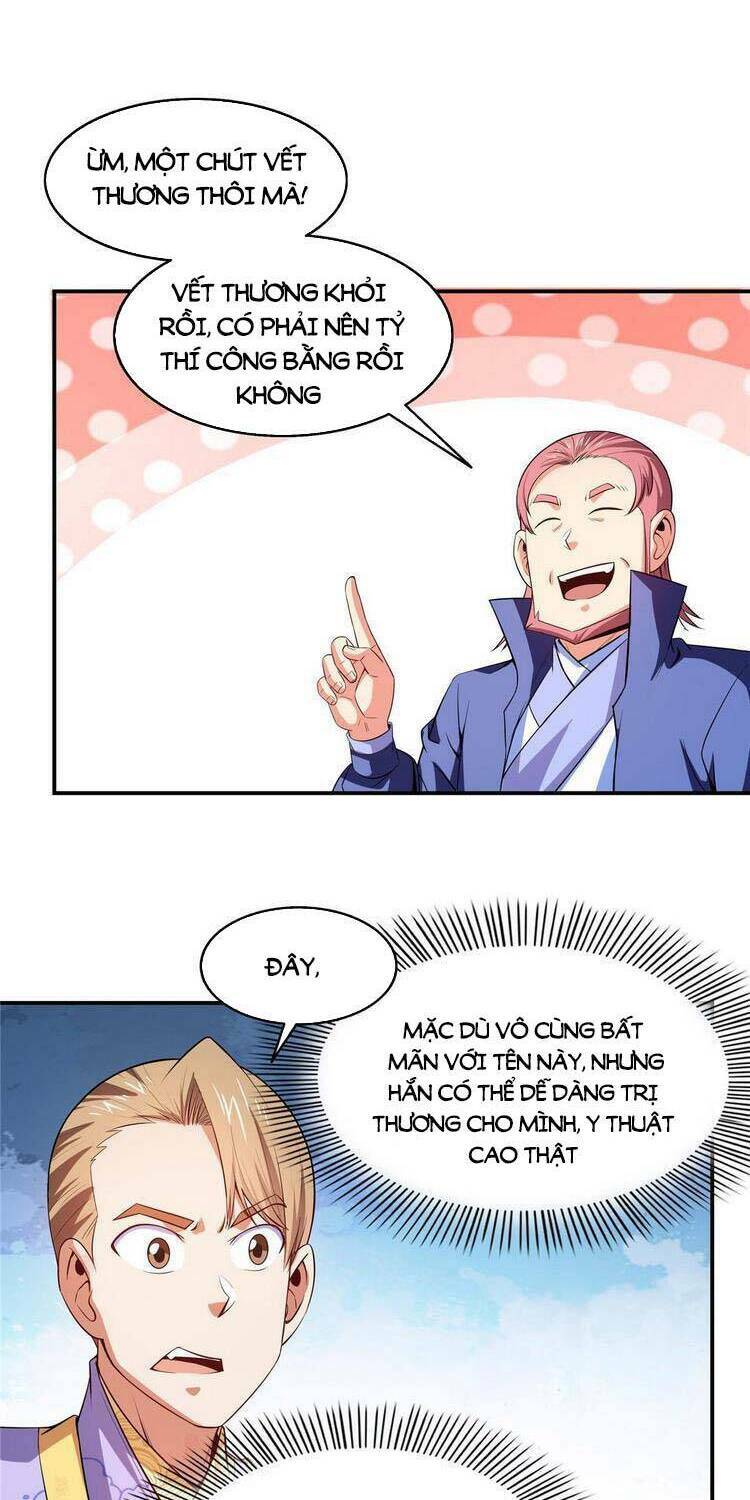 ỪM, MỘT CHÚT VẾT
THƯƠNG THÔI MÀ!
VẾT THƯƠNG KHỎI
RỒI, CÓ PHẢI NÊN TỶ
THÍ CÔNG BẰNG RỒI
KHÔNG
ĐÂY,
MẶC DÙ VÔ CÙNG BẤT
MÃN VỚI TÊN NÀY, NHƯNG
HẮN CÓ THỂ DỄ DÀNG TRỊ
THƯƠNG CHO MÌNH, Y THUẬT
CAO THẬT